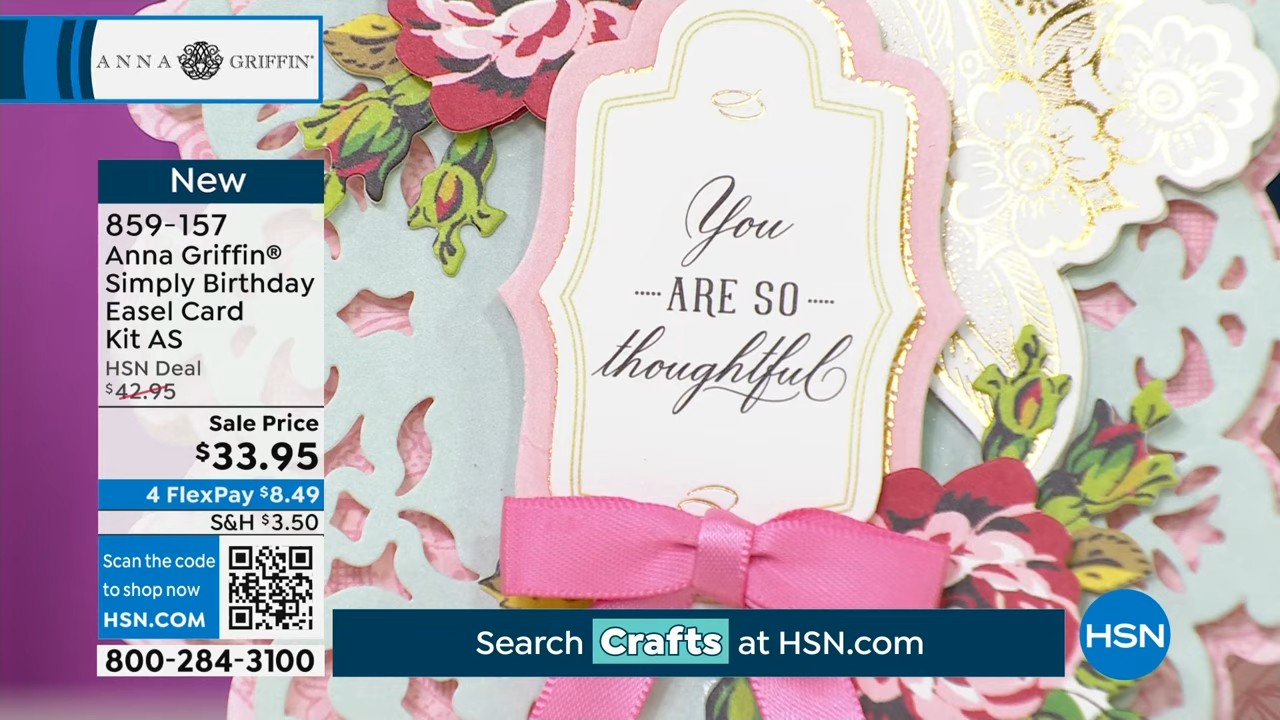 ANNA GRIFFIN®
New
859-157
Anna Griffin®
Simply Birthday
Easel Card
Kit AS
HSN Deal
$42.95
Sale Price
$33.95
4 FlexPay $8.49
S&H $3.50
Scan the code
to shop now
HSN.COM
800-284-3100
You
ARE SO
thoughtful
Search Crafts at HSN.com
HSN